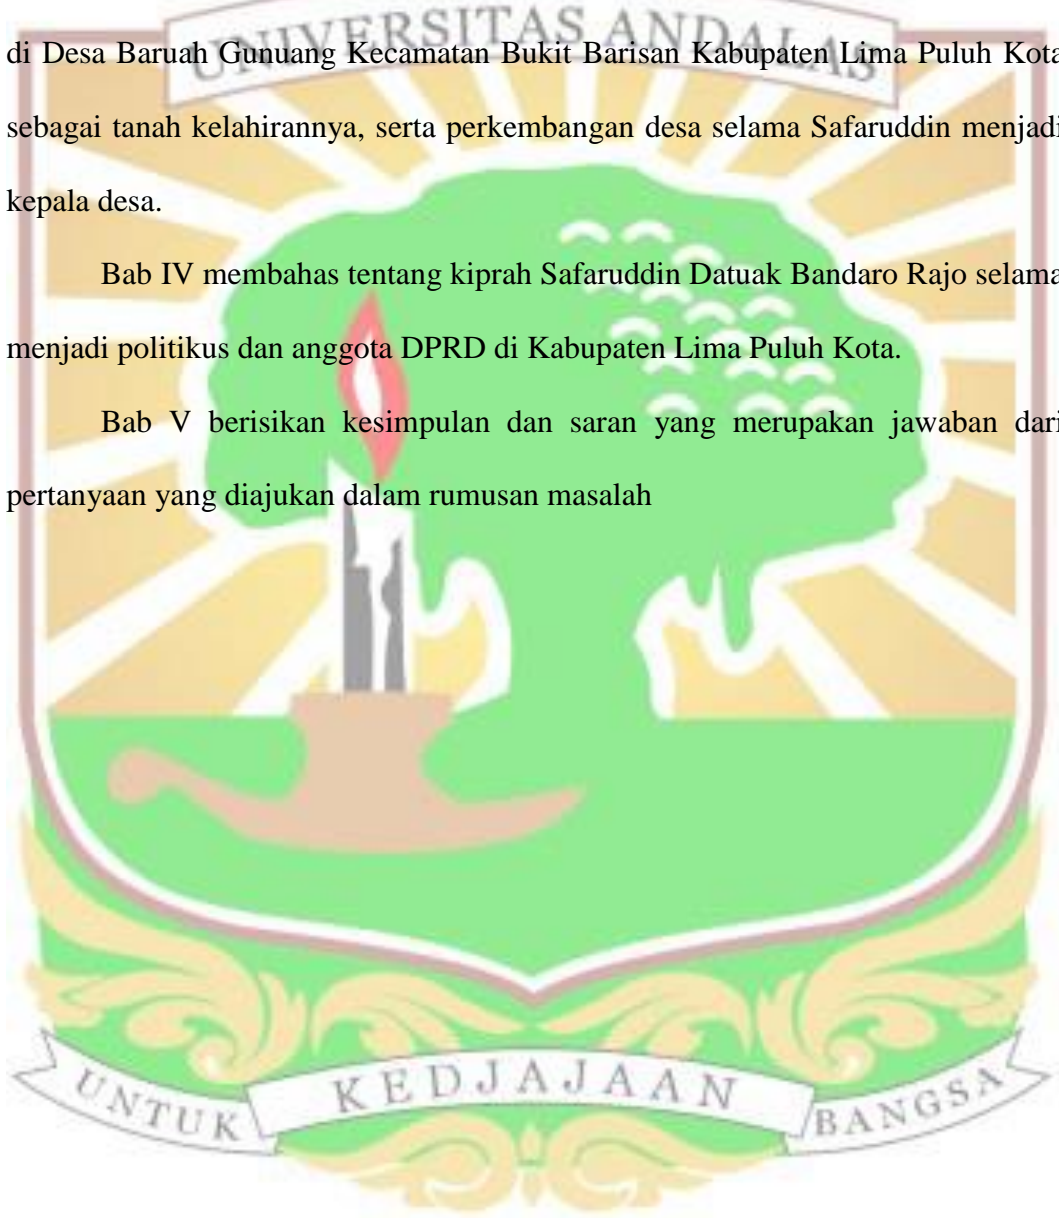 UNIVERSITAS ANDALAS
di Desa Baruah Gunuang Kecamatan Bukit Barisan Kabupaten Lima Puluh Kota
sebagai tanah kelahirannya, serta perkembangan desa selama Safaruddin menjadi
kepala desa.
Bab IV membahas tentang kiprah Safaruddin Datuak Bandaro Rajo selama
menjadi politikus dan anggota DPRD di Kabupaten Lima Puluh Kota.
Bab V berisikan kesimpulan dan saran yang merupakan jawaban dari
pertanyaan yang diajukan dalam rumusan masalah
UNTUK KEDJAJAAN BANGSA